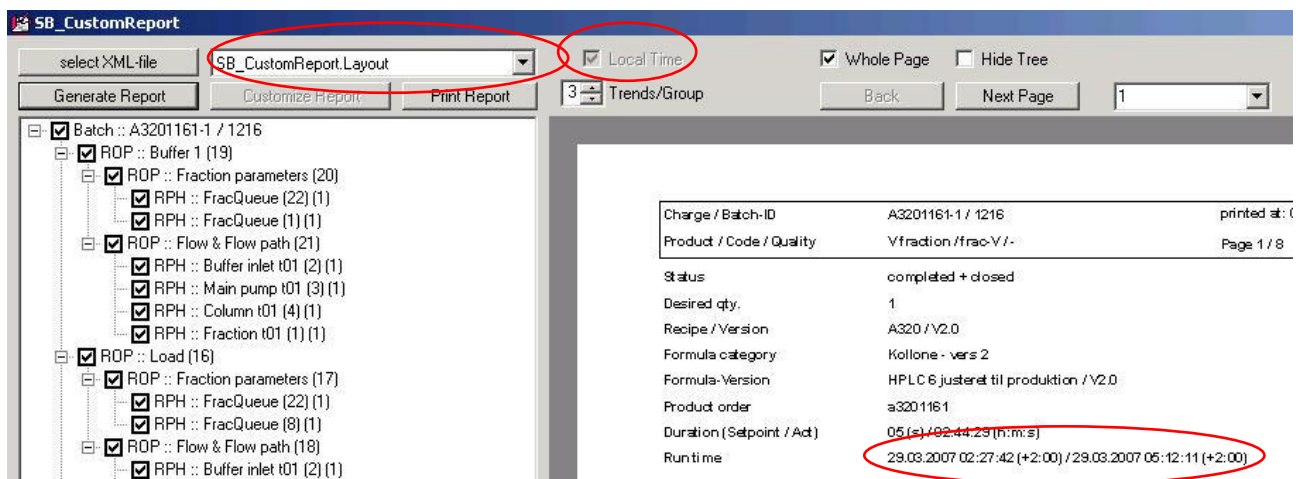 SB_CustomReport
select XML-file
SB_CustomReport.Layout
Local Time
Whole Page
Hide Tree
Generate Report
Customize Report
Print Report
3
Trends/Group
Back
Next Page
1
Batch :: A3201161-1 / 1216
ROP :: Buffer 1 (19)
ROP :: Fraction parameters (20)
RPH :: FracQueue (22) (1)
RPH :: FracQueue (1) (1)
ROP :: Flow & Flow path (21)
RPH :: Buffer inlet t01 (2) (1)
RPH :: Main pump t01 (3) (1)
RPH :: Column t01 (4) (1)
RPH :: Fraction t01 (1) (1)
ROP :: Load (16)
ROP :: Fraction parameters (17)
RPH :: FracQueue (22) (1)
RPH :: FracQueue (8) (1)
ROP :: Flow & Flow path (18)
RPH :: Buffer inlet t01 (2) (1)
Charge / Batch-ID A3201161-1 / 1216 printed at:
Product / Code / Quality Vfraction /frac-V /- Page 1 / 8
Status completed + closed
Desired qty. 1
Recipe / Version A320 / V2.0
Formula category Kollone - vers 2
Formula-Version HPLC 6 justeret til produktion / V2.0
Product order a3201161
Duration (Setpoint / Act) 05 (s) / 02:44:29 (h:m:s)
Runtime 29.03.2007 02:27:42 (+2:00) / 29.03.2007 05:12:11 (+2:00)